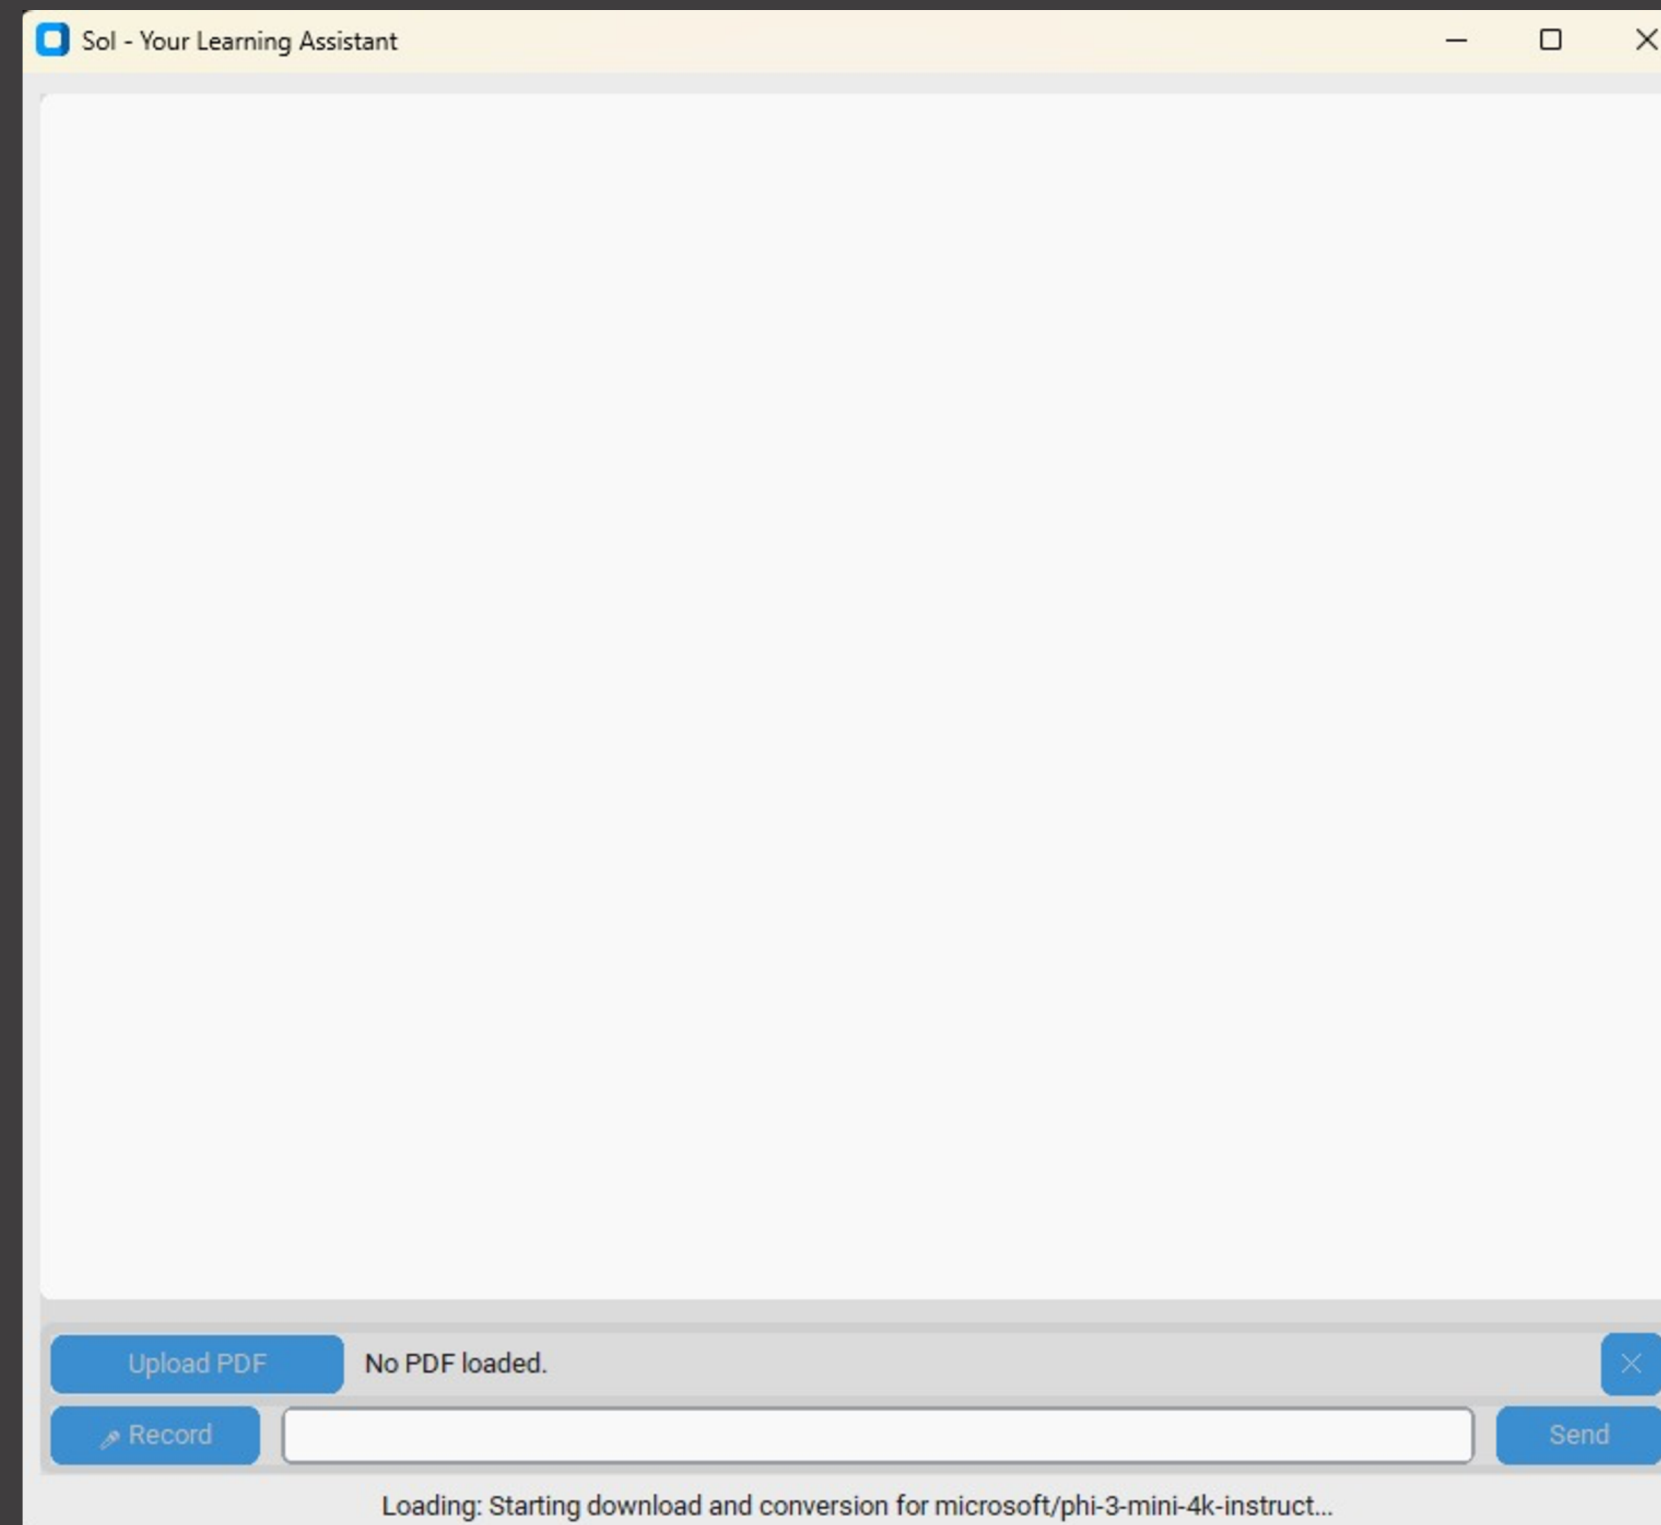 Sol - Your Learning Assistant
Upload PDF No PDF loaded.
Record Send
Loading: Starting download and conversion for microsoft/phi-3-mini-4k-instruct...